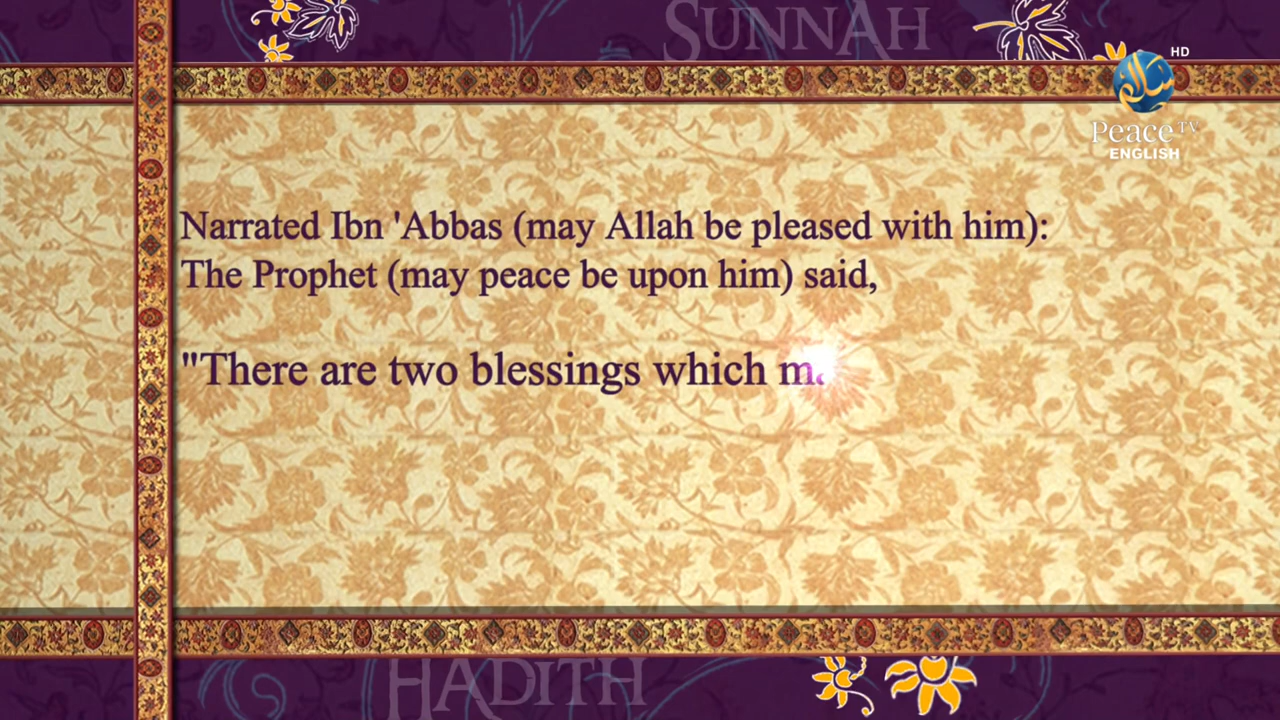 SUNNAH
HD
Peace TV
ENGLISH
Narrated Ibn 'Abbas (may Allah be pleased with him):
The Prophet (may peace be upon him) said,
"There are two blessings which
HADITH